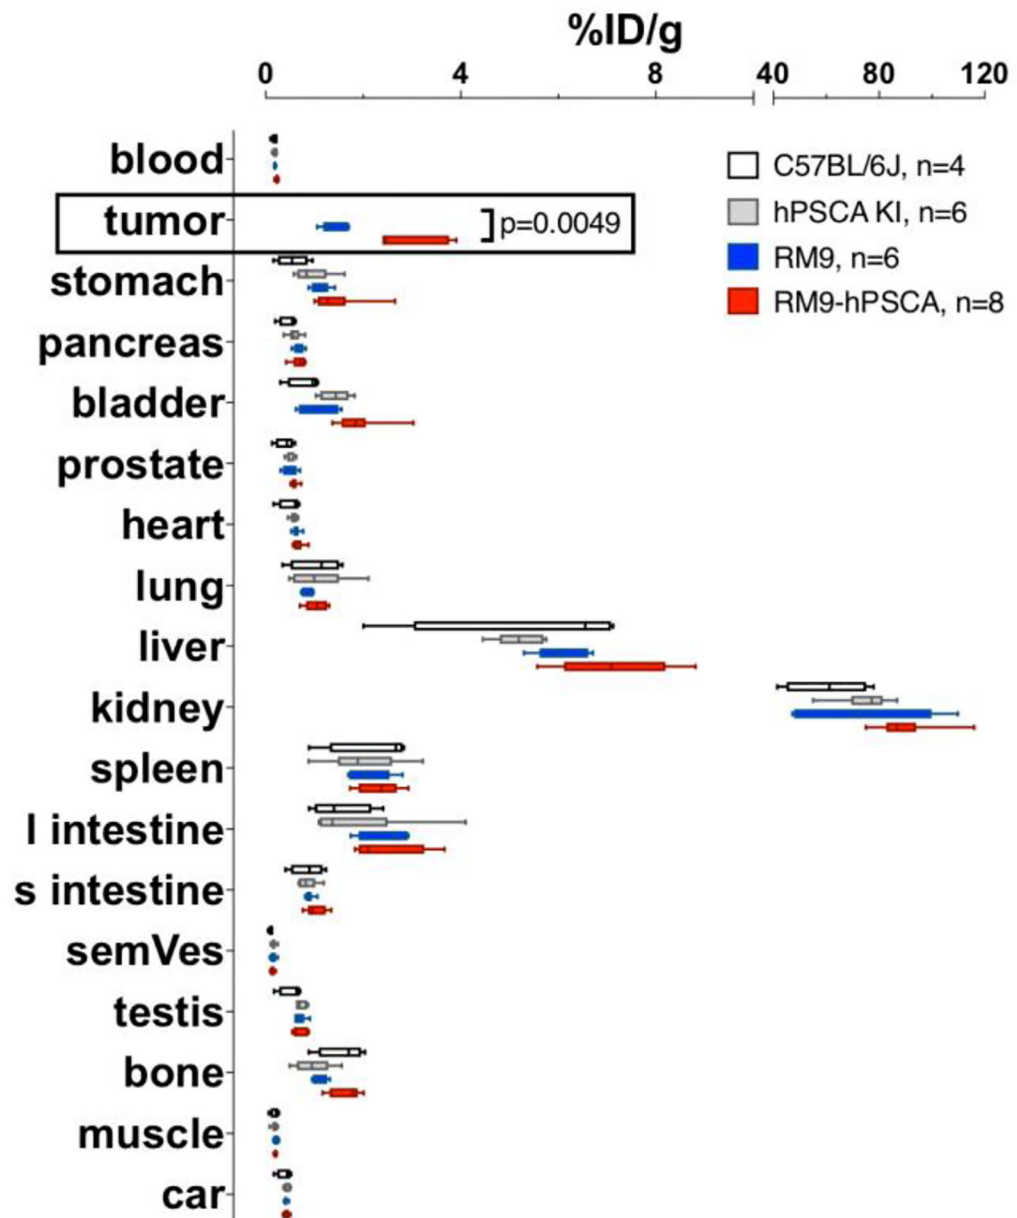 %ID/g
0 4 8 40 80 120
blood
tumor
p=0.0049
stomach
pancreas
bladder
prostate
heart
lung
liver
kidney
spleen
l intestine
s intestine
semVes
testis
bone
muscle
car
C57BL/6J, n=4
hPSCA KI, n=6
RM9, n=6
RM9-hPSCA, n=8